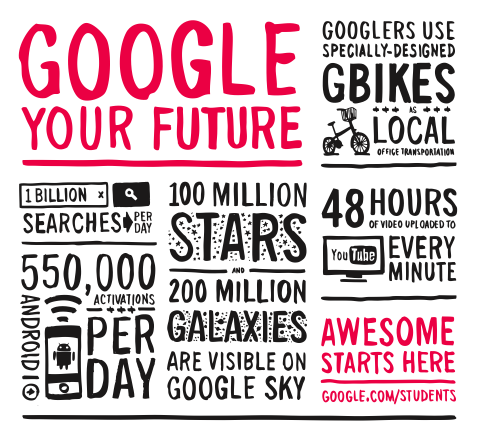 GOOGLE
YOUR FUTURE
GOOGLERS USE
SPECIALLY-DESIGNED
GBIKES
AS
LOCAL
OFFICE TRANSPORTATION
1 BILLION x
SEARCHES PER
DAY
550,000
ACTIVATIONS
ANDROID
PER
DAY
100 MILLION
STARS
AND
200 MILLION
GALAXIES
ARE VISIBLE ON
GOOGLE SKY
48 HOURS
OF VIDEO UPLOADED TO
YouTube EVERY
MINUTE
AWESOME
STARTS HERE
GOOGLE.COM/STUDENTS